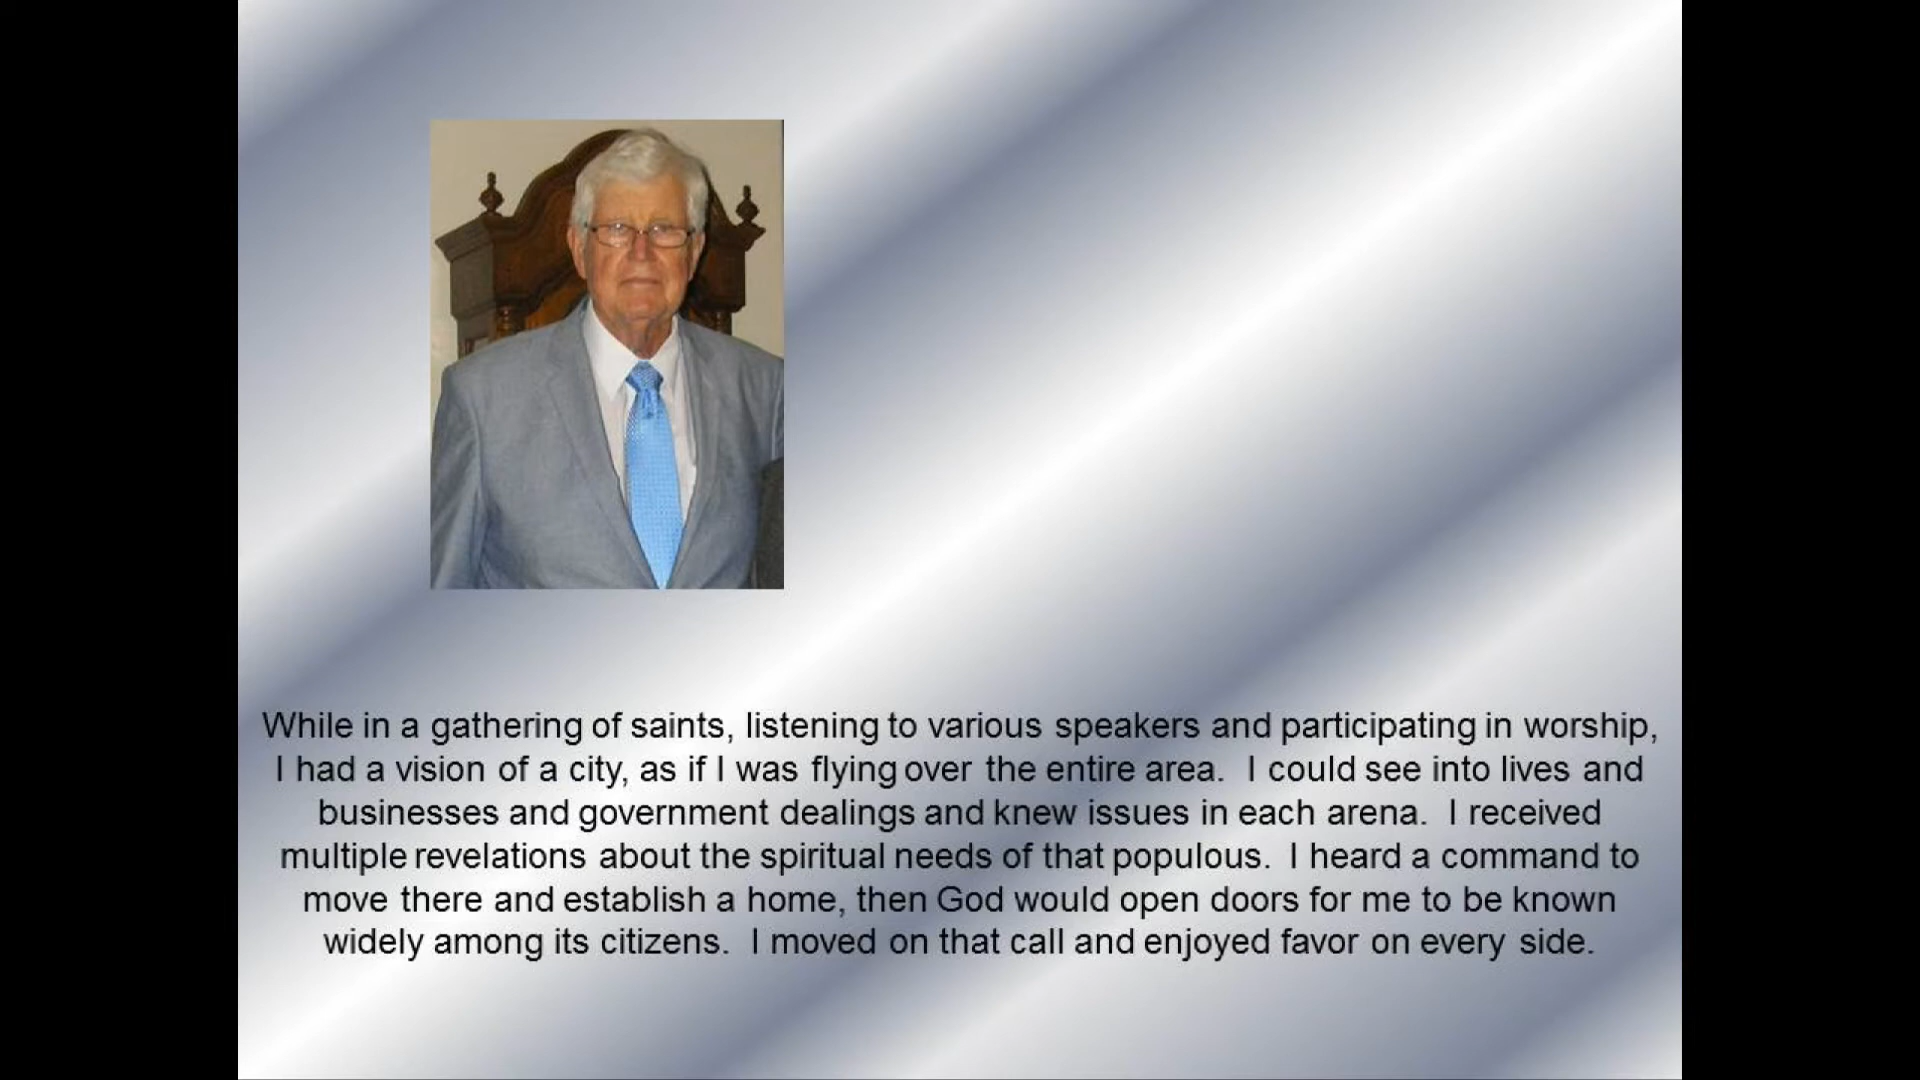 While in a gathering of saints, listening to various speakers and participating in worship,
I had a vision of a city, as if I was flying over the entire area. I could see into lives and
businesses and government dealings and knew issues in each arena. I received
multiple revelations about the spiritual needs of that populous. I heard a command to
move there and establish a home, then God would open doors for me to be known
widely among its citizens. I moved on that call and enjoyed favor on every side.